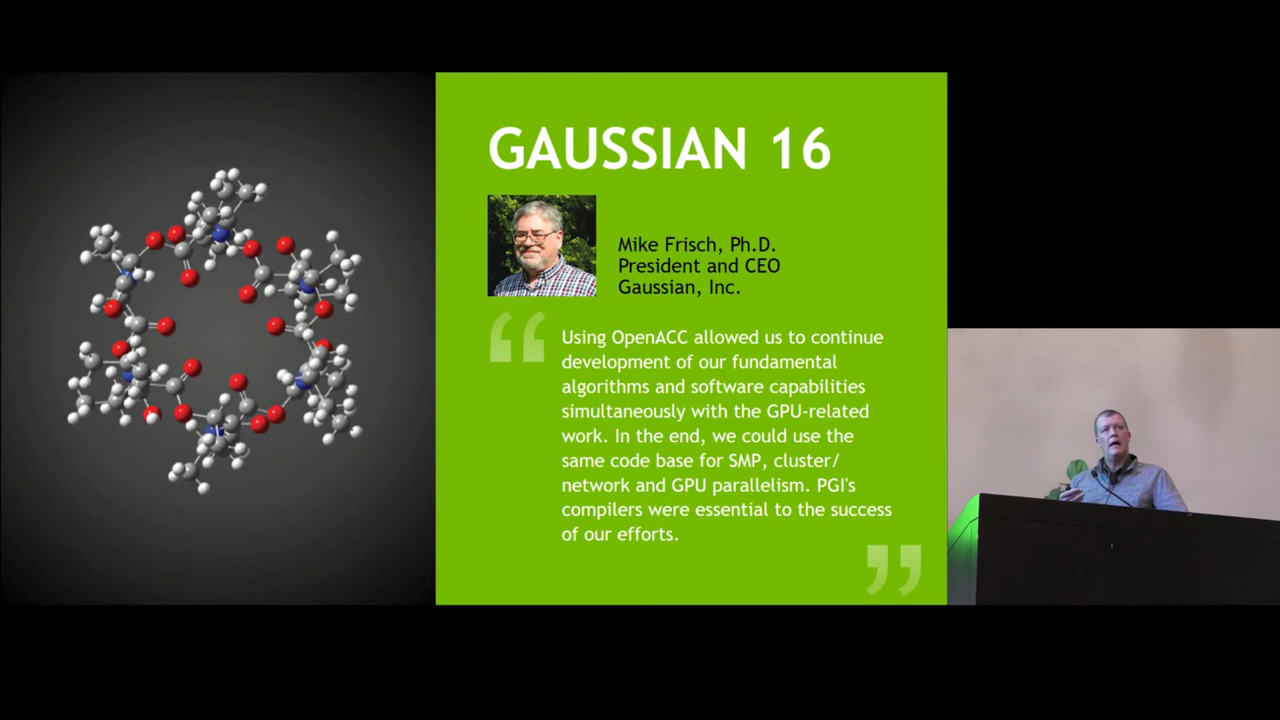 GAUSSIAN 16
Mike Frisch, Ph.D.
President and CEO
Gaussian, Inc.
“
Using OpenACC allowed us to continue
development of our fundamental
algorithms and software capabilities
simultaneously with the GPU-related
work. In the end, we could use the
same code base for SMP, cluster/
network and GPU parallelism. PGI's
compilers were essential to the success
of our efforts.
”